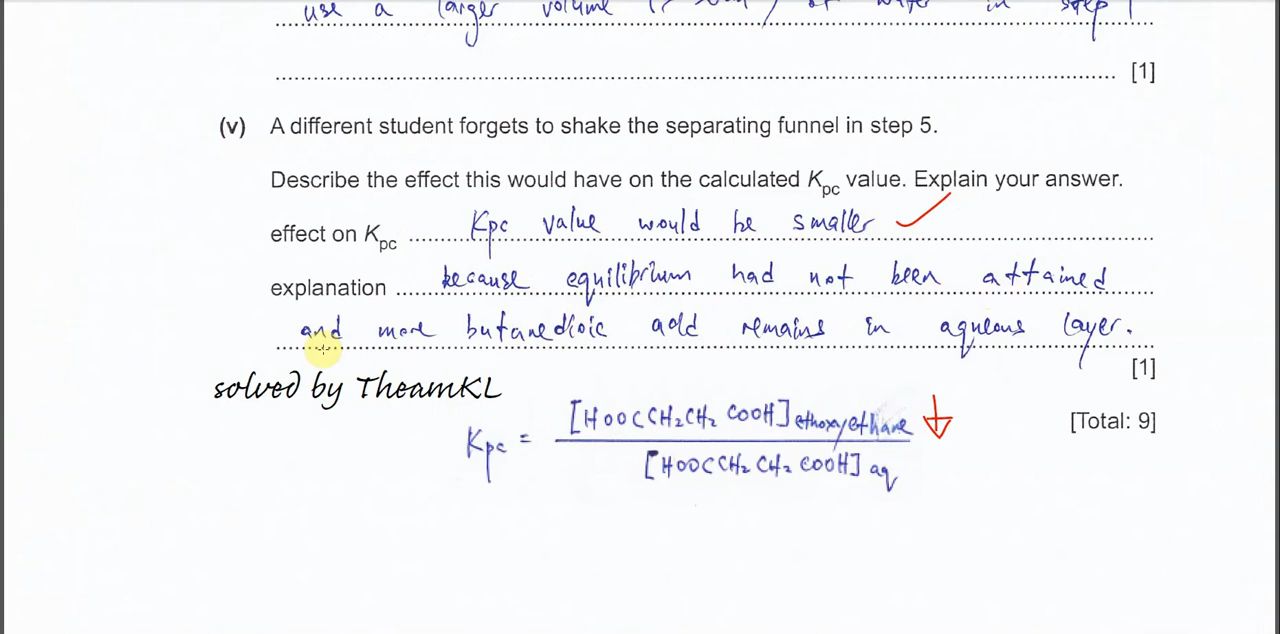 use a larger volume of water in step 1
[1]
(v) A different student forgets to shake the separating funnel in step 5.
Describe the effect this would have on the calculated Kpc value. Explain your answer.
effect on Kpc Kpc value would be smaller
explanation because equilibrium had not been attained
and more butanedioic acid remains in aqueous layer.
[1]
solved by TheamKL
[Total: 9]
Kpc = [HOOCCH₂CH₂COOH] ethoxyethane ↓
[HOOCCH₂CH₂COOH] aq